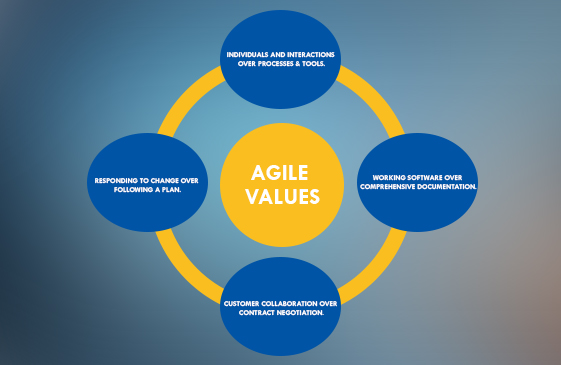 INDIVIDUALS AND INTERACTIONS
OVER PROCESSES & TOOLS.
RESPONDING TO CHANGE OVER
FOLLOWING A PLAN.
AGILE
VALUES
WORKING SOFTWARE OVER
COMPREHENSIVE DOCUMENTATION.
CUSTOMER COLLABORATION OVER
CONTRACT NEGOTIATION.